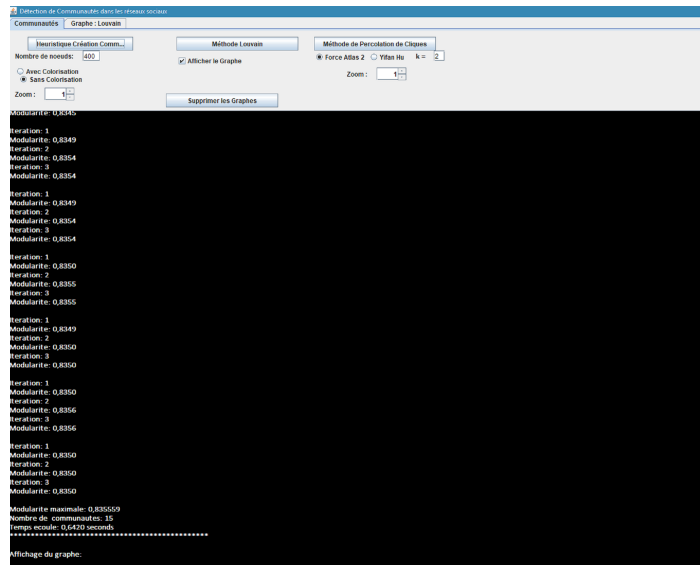 Détection de Communautés dans les réseaux sociaux
Communautés Graphe : Louvain
Heuristique Création Comm... Méthode Louvain Méthode de Percolation de Cliques
Nombre de noeuds: 400 Afficher le Graphe Force Atlas 2 Yifan Hu k = 2
Avec Colorisation
Sans Colorisation
Zoom : 1
Zoom : 1
Supprimer les Graphes
Modularite: 0,8345
Iteration: 1
Modularite: 0,8349
Iteration: 2
Modularite: 0,8354
Iteration: 3
Modularite: 0,8354
Iteration: 1
Modularite: 0,8349
Iteration: 2
Modularite: 0,8354
Iteration: 3
Modularite: 0,8354
Iteration: 1
Modularite: 0,8350
Iteration: 2
Modularite: 0,8355
Iteration: 3
Modularite: 0,8355
Iteration: 1
Modularite: 0,8349
Iteration: 2
Modularite: 0,8350
Iteration: 3
Modularite: 0,8350
Iteration: 1
Modularite: 0,8350
Iteration: 2
Modularite: 0,8356
Iteration: 3
Modularite: 0,8356
Iteration: 1
Modularite: 0,8350
Iteration: 2
Modularite: 0,8350
Iteration: 3
Modularite: 0,8350
Modularite maximale: 0,835559
Nombre de communautes: 15
Temps ecoule: 0,6420 seconds
************************************************
Affichage du graphe: